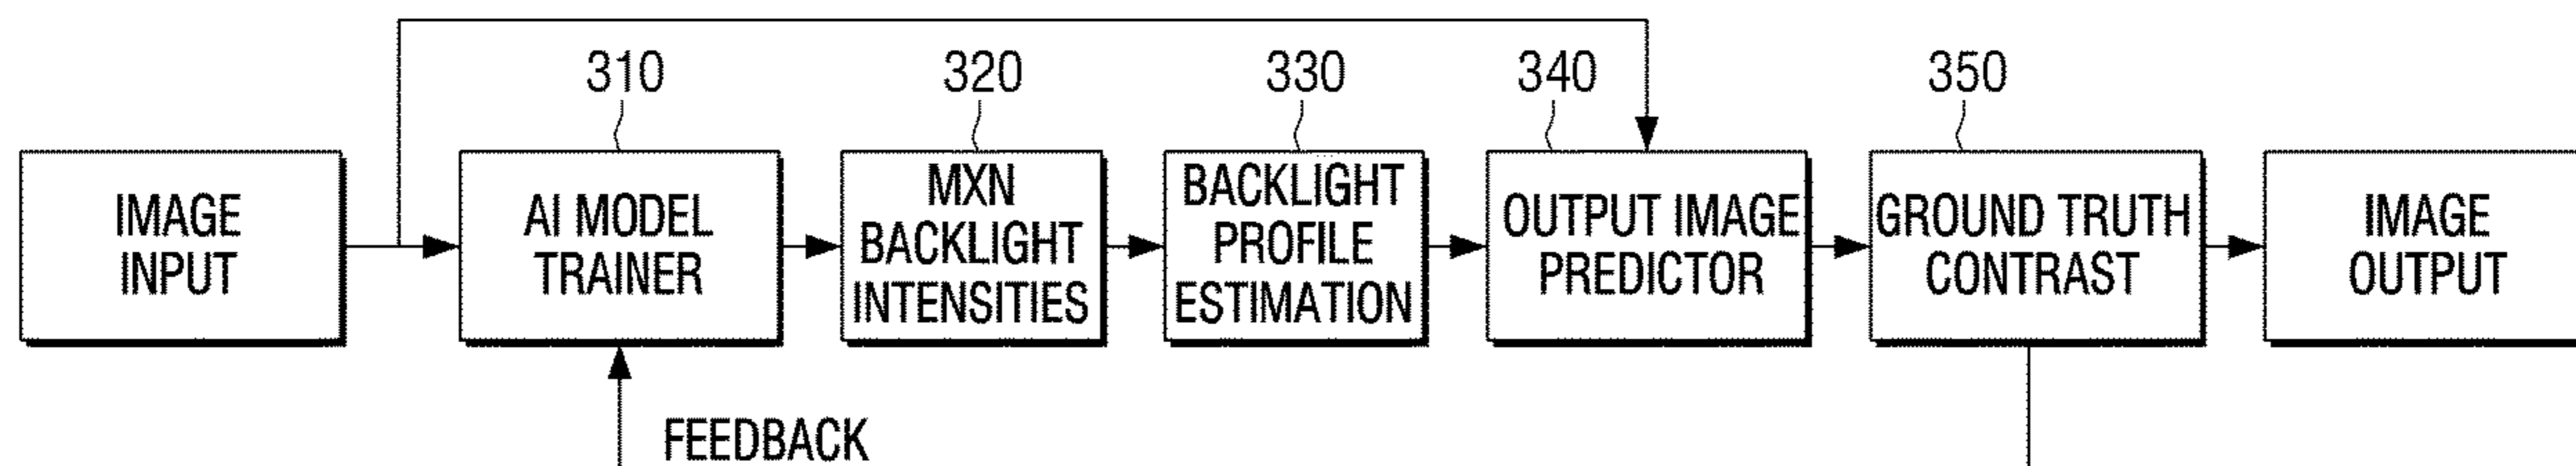 310
320
330
340
350
IMAGE
INPUT
AI MODEL
TRAINER
MXN
BACKLIGHT
INTENSITIES
BACKLIGHT
PROFILE
ESTIMATION
OUTPUT IMAGE
PREDICTOR
GROUND TRUTH
CONTRAST
IMAGE
OUTPUT
FEEDBACK